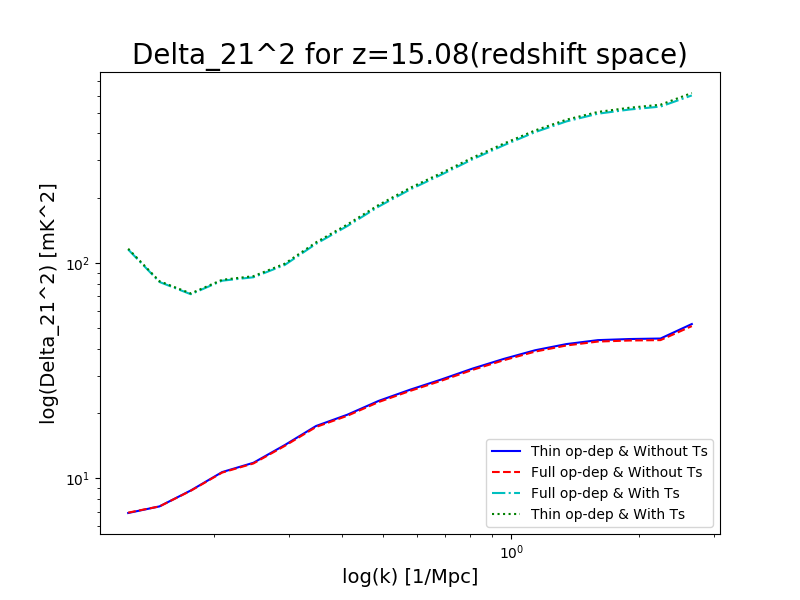 Delta_21^2 for z=15.08(redshift space)
log(Delta_21^2) [mK^2]
10^2
10^1
10^0
log(k) [1/Mpc]
Thin op-dep & Without Ts
Full op-dep & Without Ts
Full op-dep & With Ts
Thin op-dep & With Ts